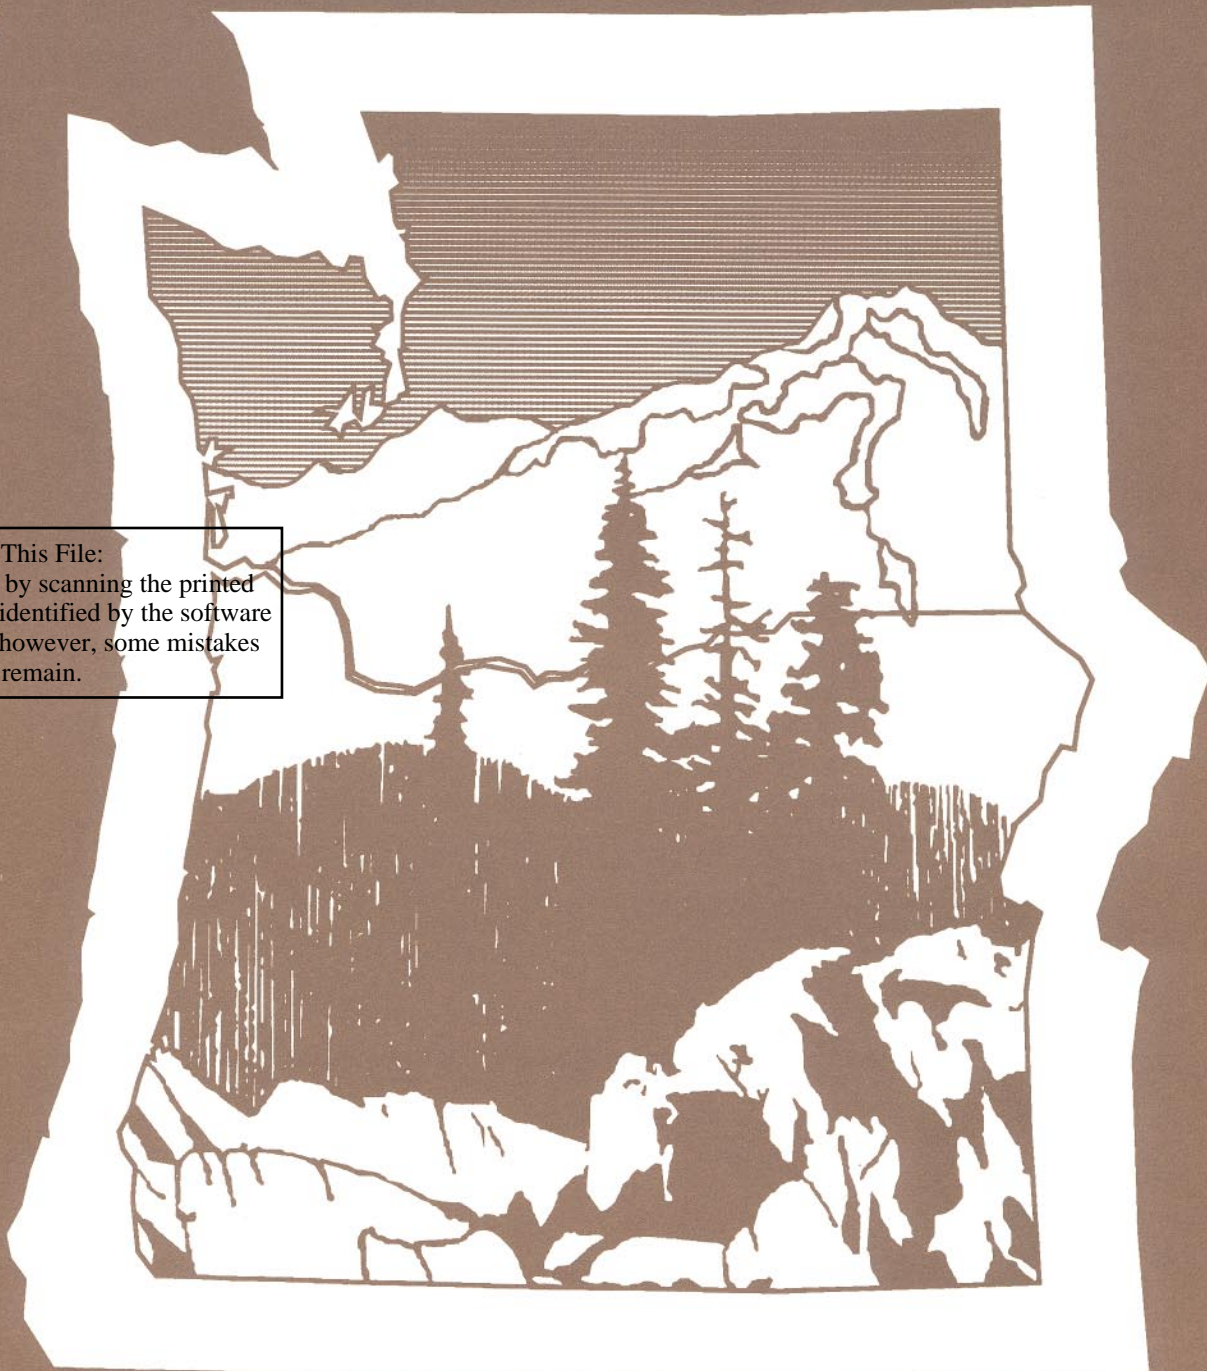 This File:
by scanning the printed
identified by the software
however, some mistakes
remain.